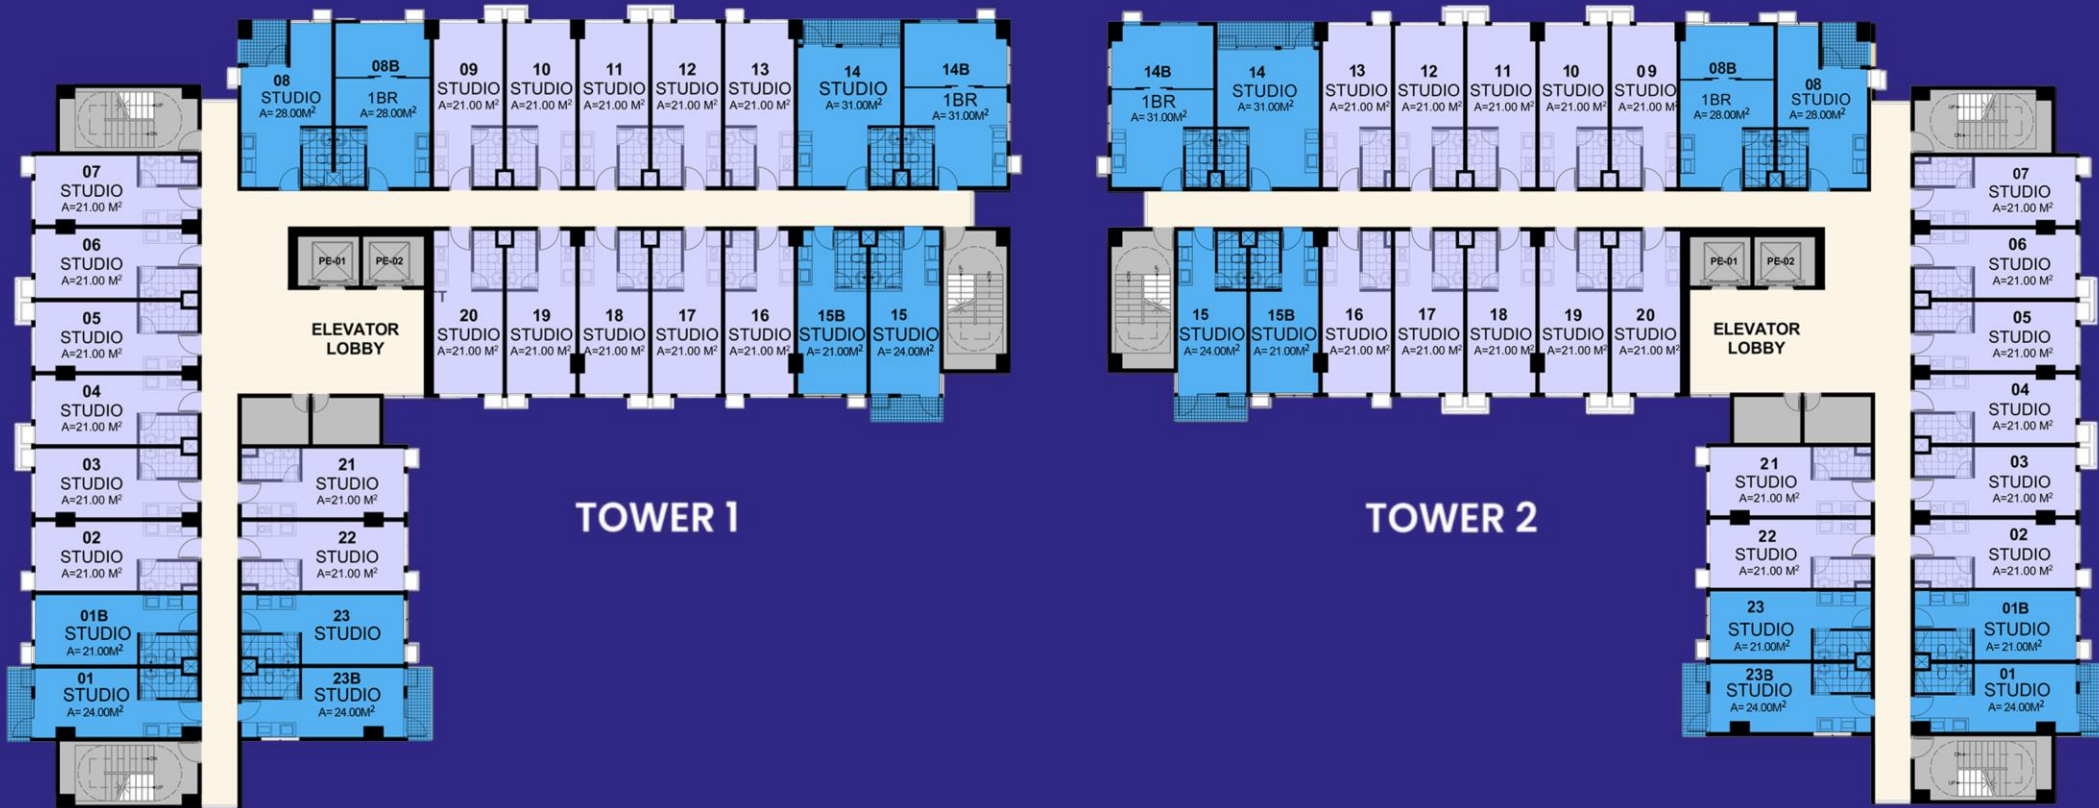 08
STUDIO
A= 28.00M²
08B
1BR
A= 28.00M²
09
STUDIO
A=21.00 M²
10
STUDIO
A=21.00 M²
11
STUDIO
A=21.00 M²
12
STUDIO
A=21.00 M²
13
STUDIO
A=21.00 M²
14
STUDIO
A= 31.00M²
14B
1BR
A= 31.00M²
UP
DN
07
STUDIO
A=21.00 M²
06
STUDIO
A=21.00 M²
05
STUDIO
A=21.00 M²
04
STUDIO
A=21.00 M²
03
STUDIO
A=21.00 M²
02
STUDIO
A=21.00 M²
01B
STUDIO
A= 21.00M²
01
STUDIO
A= 24.00M²
DN
UP
PE-01
PE-02
ELEVATOR
LOBBY
20
STUDIO
A=21.00 M²
19
STUDIO
A=21.00 M²
18
STUDIO
A=21.00 M²
17
STUDIO
A=21.00 M²
16
STUDIO
A=21.00 M²
15B
STUDIO
A= 21.00M²
15
STUDIO
A= 24.00M²
UP
DN
21
STUDIO
A=21.00 M²
22
STUDIO
A=21.00 M²
23
STUDIO
23B
STUDIO
A= 24.00M²
TOWER 1
14B
1BR
A= 31.00M²
14
STUDIO
A= 31.00M²
13
STUDIO
A=21.00 M²
12
STUDIO
A=21.00 M²
11
STUDIO
A=21.00 M²
10
STUDIO
A=21.00 M²
09
STUDIO
A=21.00 M²
08B
1BR
A= 28.00M²
08
STUDIO
A= 28.00M²
UP
DN
UP
DN
15
STUDIO
A= 24.00M²
15B
STUDIO
A= 21.00M²
16
STUDIO
A=21.00 M²
17
STUDIO
A=21.00 M²
18
STUDIO
A=21.00 M²
19
STUDIO
A=21.00 M²
20
STUDIO
A=21.00 M²
PE-01
PE-02
ELEVATOR
LOBBY
07
STUDIO
A=21.00 M²
06
STUDIO
A=21.00 M²
05
STUDIO
A=21.00 M²
04
STUDIO
A=21.00 M²
03
STUDIO
A=21.00 M²
02
STUDIO
A=21.00 M²
01B
STUDIO
A= 21.00M²
01
STUDIO
A= 24.00M²
21
STUDIO
A=21.00 M²
22
STUDIO
A=21.00 M²
23
STUDIO
A= 21.00M²
23B
STUDIO
A= 24.00M²
DN
UP
TOWER 2